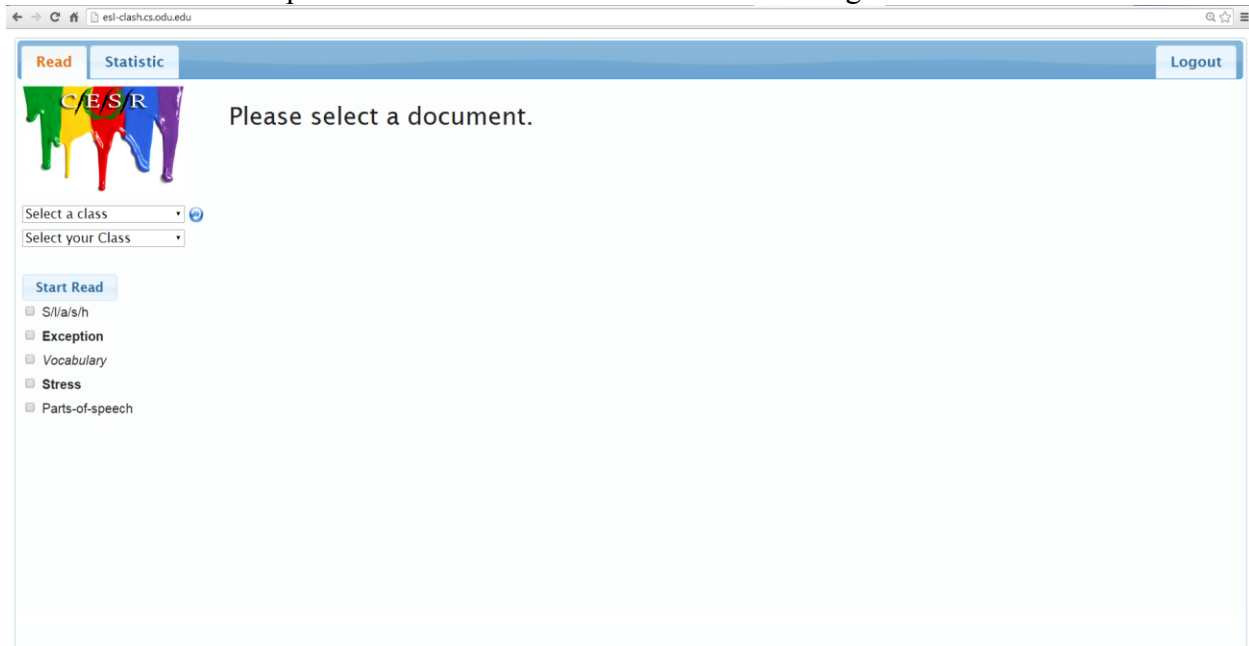 esl-clash.cs.odu.edu
Read Statistic Logout
C/E/S/R
Please select a document.
Select a class
Select your Class
Start Read
S/l/a/s/h
Exception
Vocabulary
Stress
Parts-of-speech